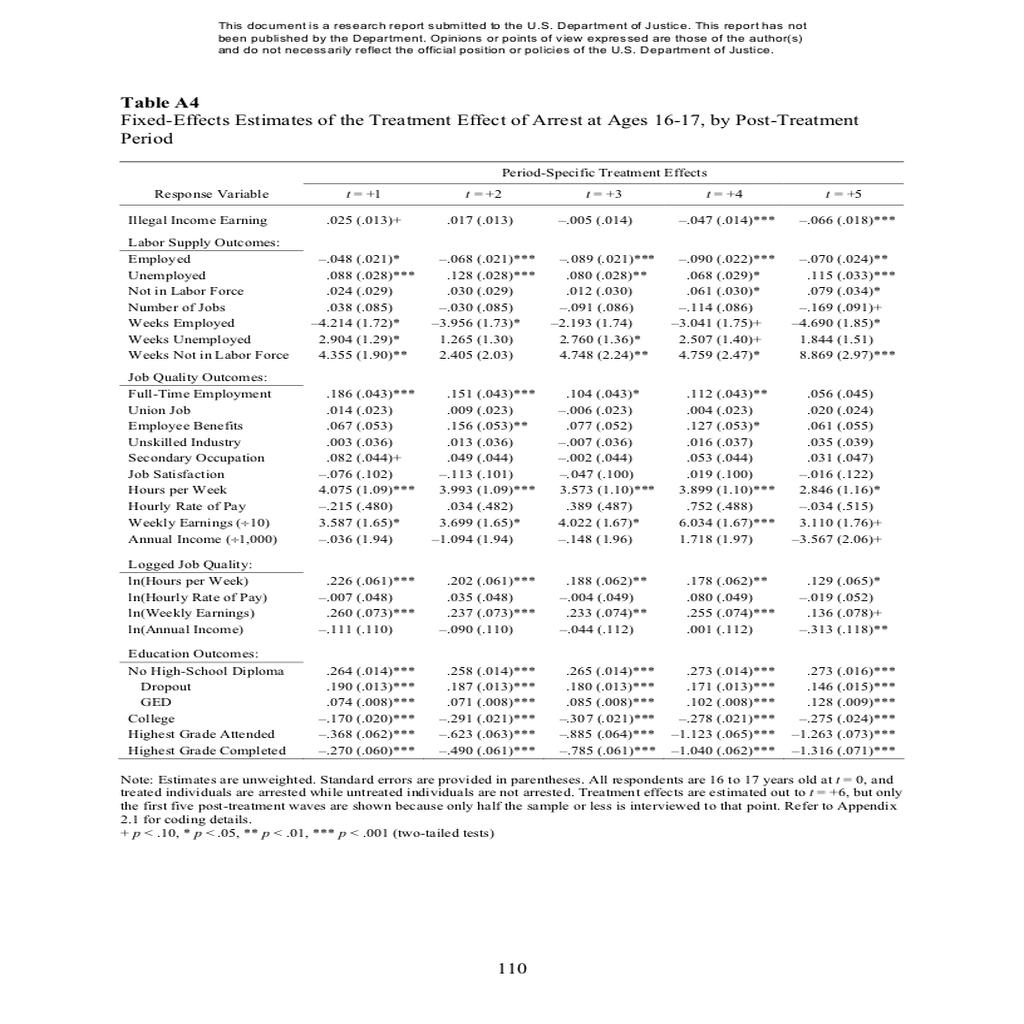 This document is a research report submitted to the U.S. Department of Justice. This report has not
been published by the Department. Opinions or points of view expressed are those of the author(s)
and do not necessarily reflect the official position or policies of the U.S. Department of Justice.
Table A4
Fixed-Effects Estimates of the Treatment Effect of Arrest at Ages 16-17, by Post-Treatment
Period
Period-Specific Treatment Effects
Response Variable t = +1 t = +2 t = +3 t = +4 t = +5
Illegal Income Earning .025 (.013)+ .017 (.013) –.005 (.014) –.047 (.014)*** –.066 (.018)***
Labor Supply Outcomes:
Employed –.048 (.021)* –.068 (.021)*** –.089 (.021)*** –.090 (.022)*** –.070 (.024)**
Unemployed .088 (.028)*** .128 (.028)*** .080 (.028)** .068 (.029)* .115 (.033)***
Not in Labor Force .024 (.029) .030 (.029) .012 (.030) .061 (.030)* .079 (.034)*
Number of Jobs .038 (.085) –.030 (.085) –.091 (.086) –.114 (.086) –.169 (.091)+
Weeks Employed –4.214 (1.72)* –3.956 (1.73)* –2.193 (1.74) –3.041 (1.75)+ –4.690 (1.85)*
Weeks Unemployed 2.904 (1.29)* 1.265 (1.30) 2.760 (1.36)* 2.507 (1.40)+ 1.844 (1.51)
Weeks Not in Labor Force 4.355 (1.90)** 2.405 (2.03) 4.748 (2.24)** 4.759 (2.47)* 8.869 (2.97)***
Job Quality Outcomes:
Full-Time Employment .186 (.043)*** .151 (.043)*** .104 (.043)* .112 (.043)** .056 (.045)
Union Job .014 (.023) .009 (.023) –.006 (.023) .004 (.023) .020 (.024)
Employee Benefits .067 (.053) .156 (.053)** .077 (.052) .127 (.053)* .061 (.055)
Unskilled Industry .003 (.036) .013 (.036) –.007 (.036) .016 (.037) .035 (.039)
Secondary Occupation .082 (.044)+ .049 (.044) –.002 (.044) .053 (.044) .031 (.047)
Job Satisfaction –.076 (.102) –.113 (.101) –.047 (.100) .019 (.100) –.016 (.122)
Hours per Week 4.075 (1.09)*** 3.993 (1.09)*** 3.573 (1.10)*** 3.899 (1.10)*** 2.846 (1.16)*
Hourly Rate of Pay –.215 (.480) .034 (.482) .389 (.487) .752 (.488) –.034 (.515)
Weekly Earnings (÷10) 3.587 (1.65)* 3.699 (1.65)* 4.022 (1.67)* 6.034 (1.67)*** 3.110 (1.76)+
Annual Income (÷1,000) –.036 (1.94) –1.094 (1.94) –.148 (1.96) 1.718 (1.97) –3.567 (2.06)+
Logged Job Quality:
ln(Hours per Week) .226 (.061)*** .202 (.061)*** .188 (.062)** .178 (.062)** .129 (.065)*
ln(Hourly Rate of Pay) –.007 (.048) .035 (.048) –.004 (.049) .080 (.049) –.019 (.052)
ln(Weekly Earnings) .260 (.073)*** .237 (.073)*** .233 (.074)** .255 (.074)*** .136 (.078)+
ln(Annual Income) –.111 (.110) –.090 (.110) –.044 (.112) .001 (.112) –.313 (.118)**
Education Outcomes:
No High-School Diploma .264 (.014)*** .258 (.014)*** .265 (.014)*** .273 (.014)*** .273 (.016)***
Dropout .190 (.013)*** .187 (.013)*** .180 (.013)*** .171 (.013)*** .146 (.015)***
GED .074 (.008)*** .071 (.008)*** .085 (.008)*** .102 (.008)*** .128 (.009)***
College –.170 (.020)*** –.291 (.021)*** –.307 (.021)*** –.278 (.021)*** –.275 (.024)***
Highest Grade Attended –.368 (.062)*** –.623 (.063)*** –.885 (.064)*** –1.123 (.065)*** –1.263 (.073)***
Highest Grade Completed –.270 (.060)*** –.490 (.061)*** –.785 (.061)*** –1.040 (.062)*** –1.316 (.071)***
Note: Estimates are unweighted. Standard errors are provided in parentheses. All respondents are 16 to 17 years old at t = 0, and
treated individuals are arrested while untreated individuals are not arrested. Treatment effects are estimated out to t = +6, but only
the first five post-treatment waves are shown because only half the sample or less is interviewed to that point. Refer to Appendix
2.1 for coding details.
+ p < .10, * p < .05, ** p < .01, *** p < .001 (two-tailed tests)
110